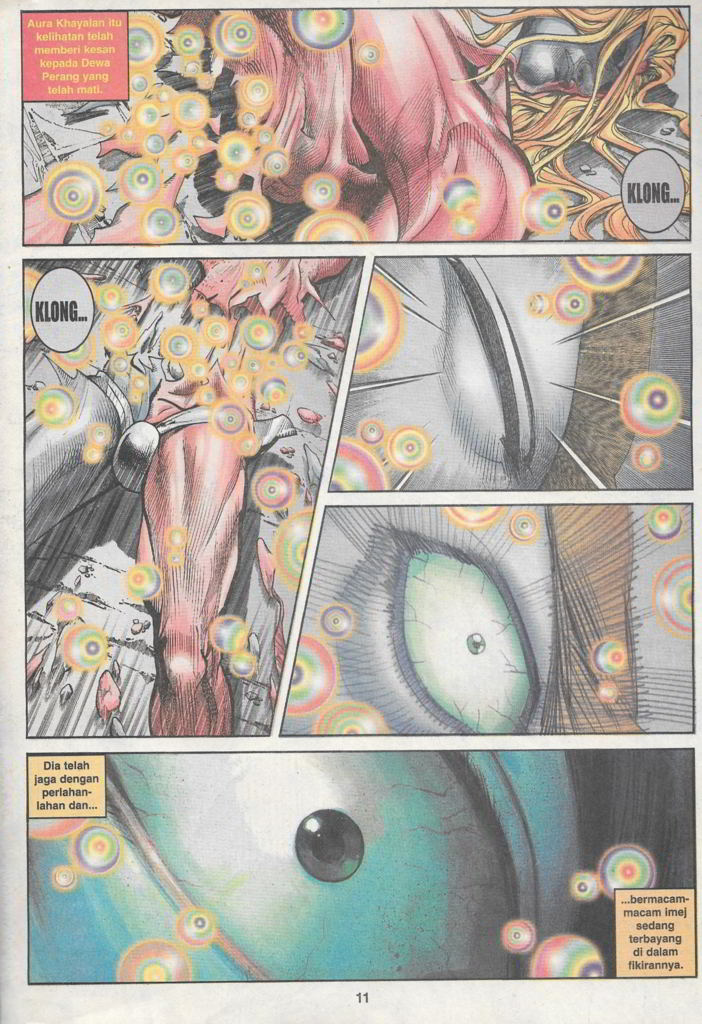 Aura Khayalan itu
kelihatan telah
memberi kesan
kepada Dewa
Perang yang
telah mati.
KLONG...
KLONG...
Dia telah
jaga dengan
perlahan-
lahan dan...
...bermacam-
macam imej
sedang
terbayang
di dalam
fikirannya.
11